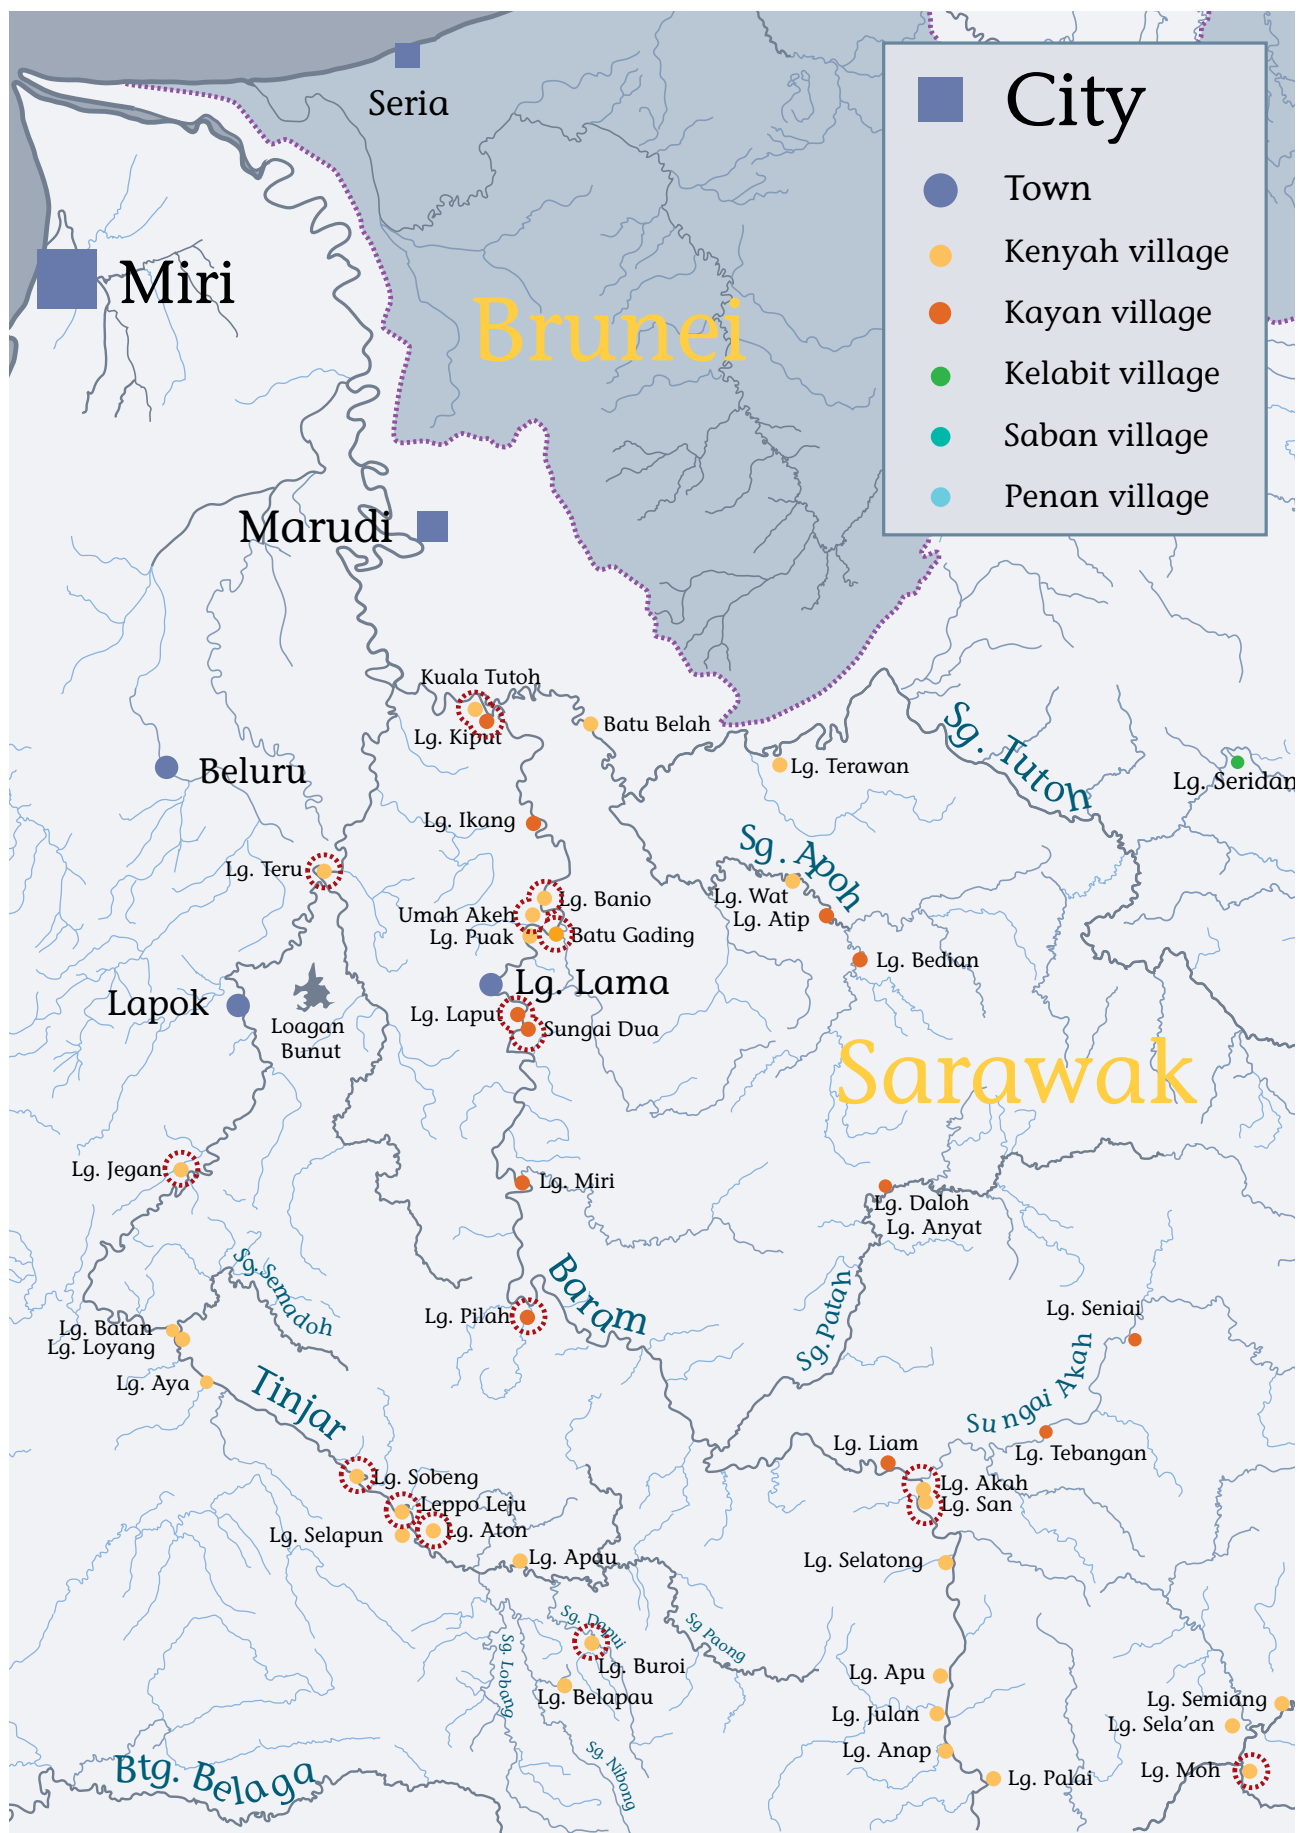 Seria
City
Town
Kenyah village
Kayan village
Kelabit village
Saban village
Penan village
Miri
Brunei
Marudi
Kuala Tutoh
Lg. Kiput
Batu Belah
Sg. Tutoh
Lg. Terawan
Beluru
Lg. Seridan
Lg. Ikang
Sg. Apoh
Lg. Teru
Lg. Banio
Lg. Wat
Umah Akeh
Lg. Atip
Lg. Puak
Batu Gading
Lg. Bedian
Lg. Lama
Lapok
Lg. Laput
Loagan
Bunut
Sungai Dua
Sarawak
Lg. Jegan
Lg. Miri
Lg. Daloh
Lg. Anyat
Sg. Semadoh
Baram
Sg. Patah
Lg. Pilah
Lg. Seniai
Lg. Batan
Lg. Loyang
Sungai Akah
Lg. Aya
Tinjar
Lg. Liam
Lg. Tebangan
Lg. Sobeng
Lg. Akah
Leppo Leju
Lg. San
Lg. Selapun
Lg. Aton
Lg. Apau
Lg. Selatong
Sg. Dapui
Sg Paong
Sg. Lobang
Lg. Buroi
Lg. Apu
Lg. Belapau
Lg. Semiang
Lg. Julan
Lg. Sela'an
Lg. Anap
Sg. Nibong
Btg. Belaga
Lg. Palai
Lg. Moh